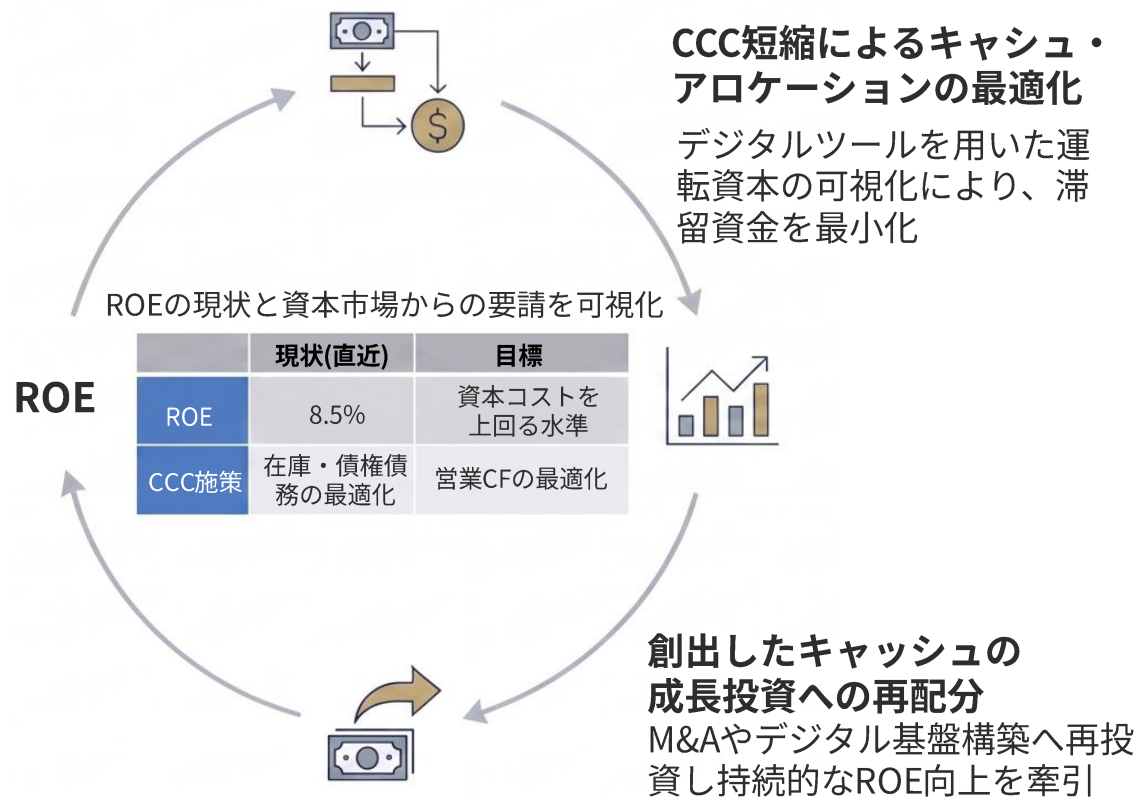 CCC短縮によるキャシュ・
アロケーションの最適化
デジタルツールを用いた運
転資本の可視化により、滞
留資金を最小化
ROEの現状と資本市場からの要請を可視化
現状(直近)
目標
ROE
ROE
8.5%
資本コストを
上回る水準
CCC施策
在庫・債権債
務の最適化
営業CFの最適化
創出したキャッシュの
成長投資への再配分
M&Aやデジタル基盤構築へ再投
資し持続的なROE向上を牽引